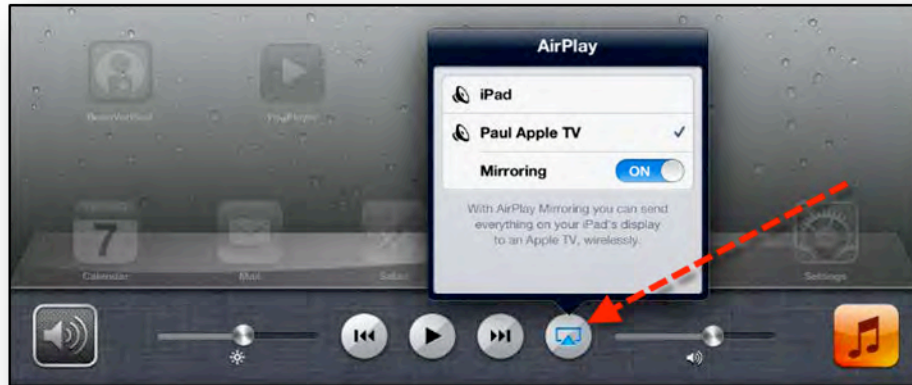 AirPlay
iPad
Paul Apple TV
Mirroring ON
With AirPlay Mirroring you can send
everything on your iPad's display
to an Apple TV, wirelessly.
7
Calendar Mail Safari Settings